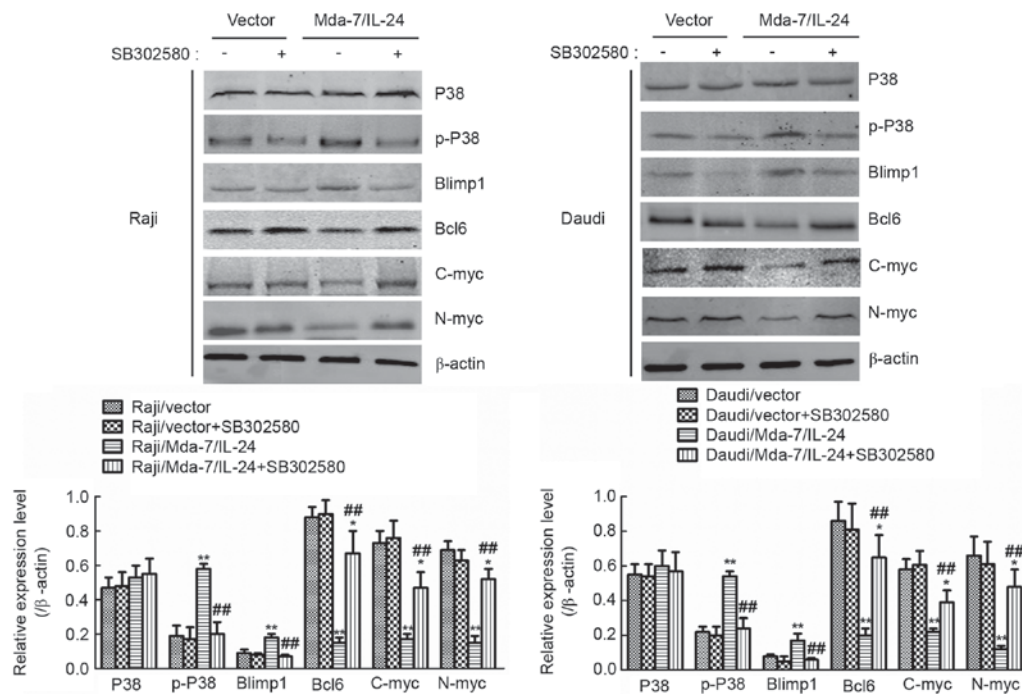 Vector Mda-7/IL-24
SB302580 : - + - +
P38
p-P38
Blimp1
Raji
Bcl6
C-myc
N-myc
β-actin
Raji/vector
Raji/vector+SB302580
Raji/Mda-7/IL-24
Raji/Mda-7/IL-24+SB302580
Relative expression level
(/β -actin)
1.0
0.8
0.6
0.4
0.2
0.0
** ## ** ## ** ## * ** ## * ** ## *
P38 p-P38 Blimp1 Bcl6 C-myc N-myc
Vector Mda-7/IL-24
SB302580 : - + - +
P38
p-P38
Blimp1
Daudi
Bcl6
C-myc
N-myc
β-actin
Daudi/vector
Daudi/vector+SB302580
Daudi/Mda-7/IL-24
Daudi/Mda-7/IL-24+SB302580
Relative expression level
(/β -actin)
1.0
0.8
0.6
0.4
0.2
0.0
** ## ** ## ** ## * ** ## * ** ## *
P38 p-P38 Blimp1 Bcl6 C-myc N-myc